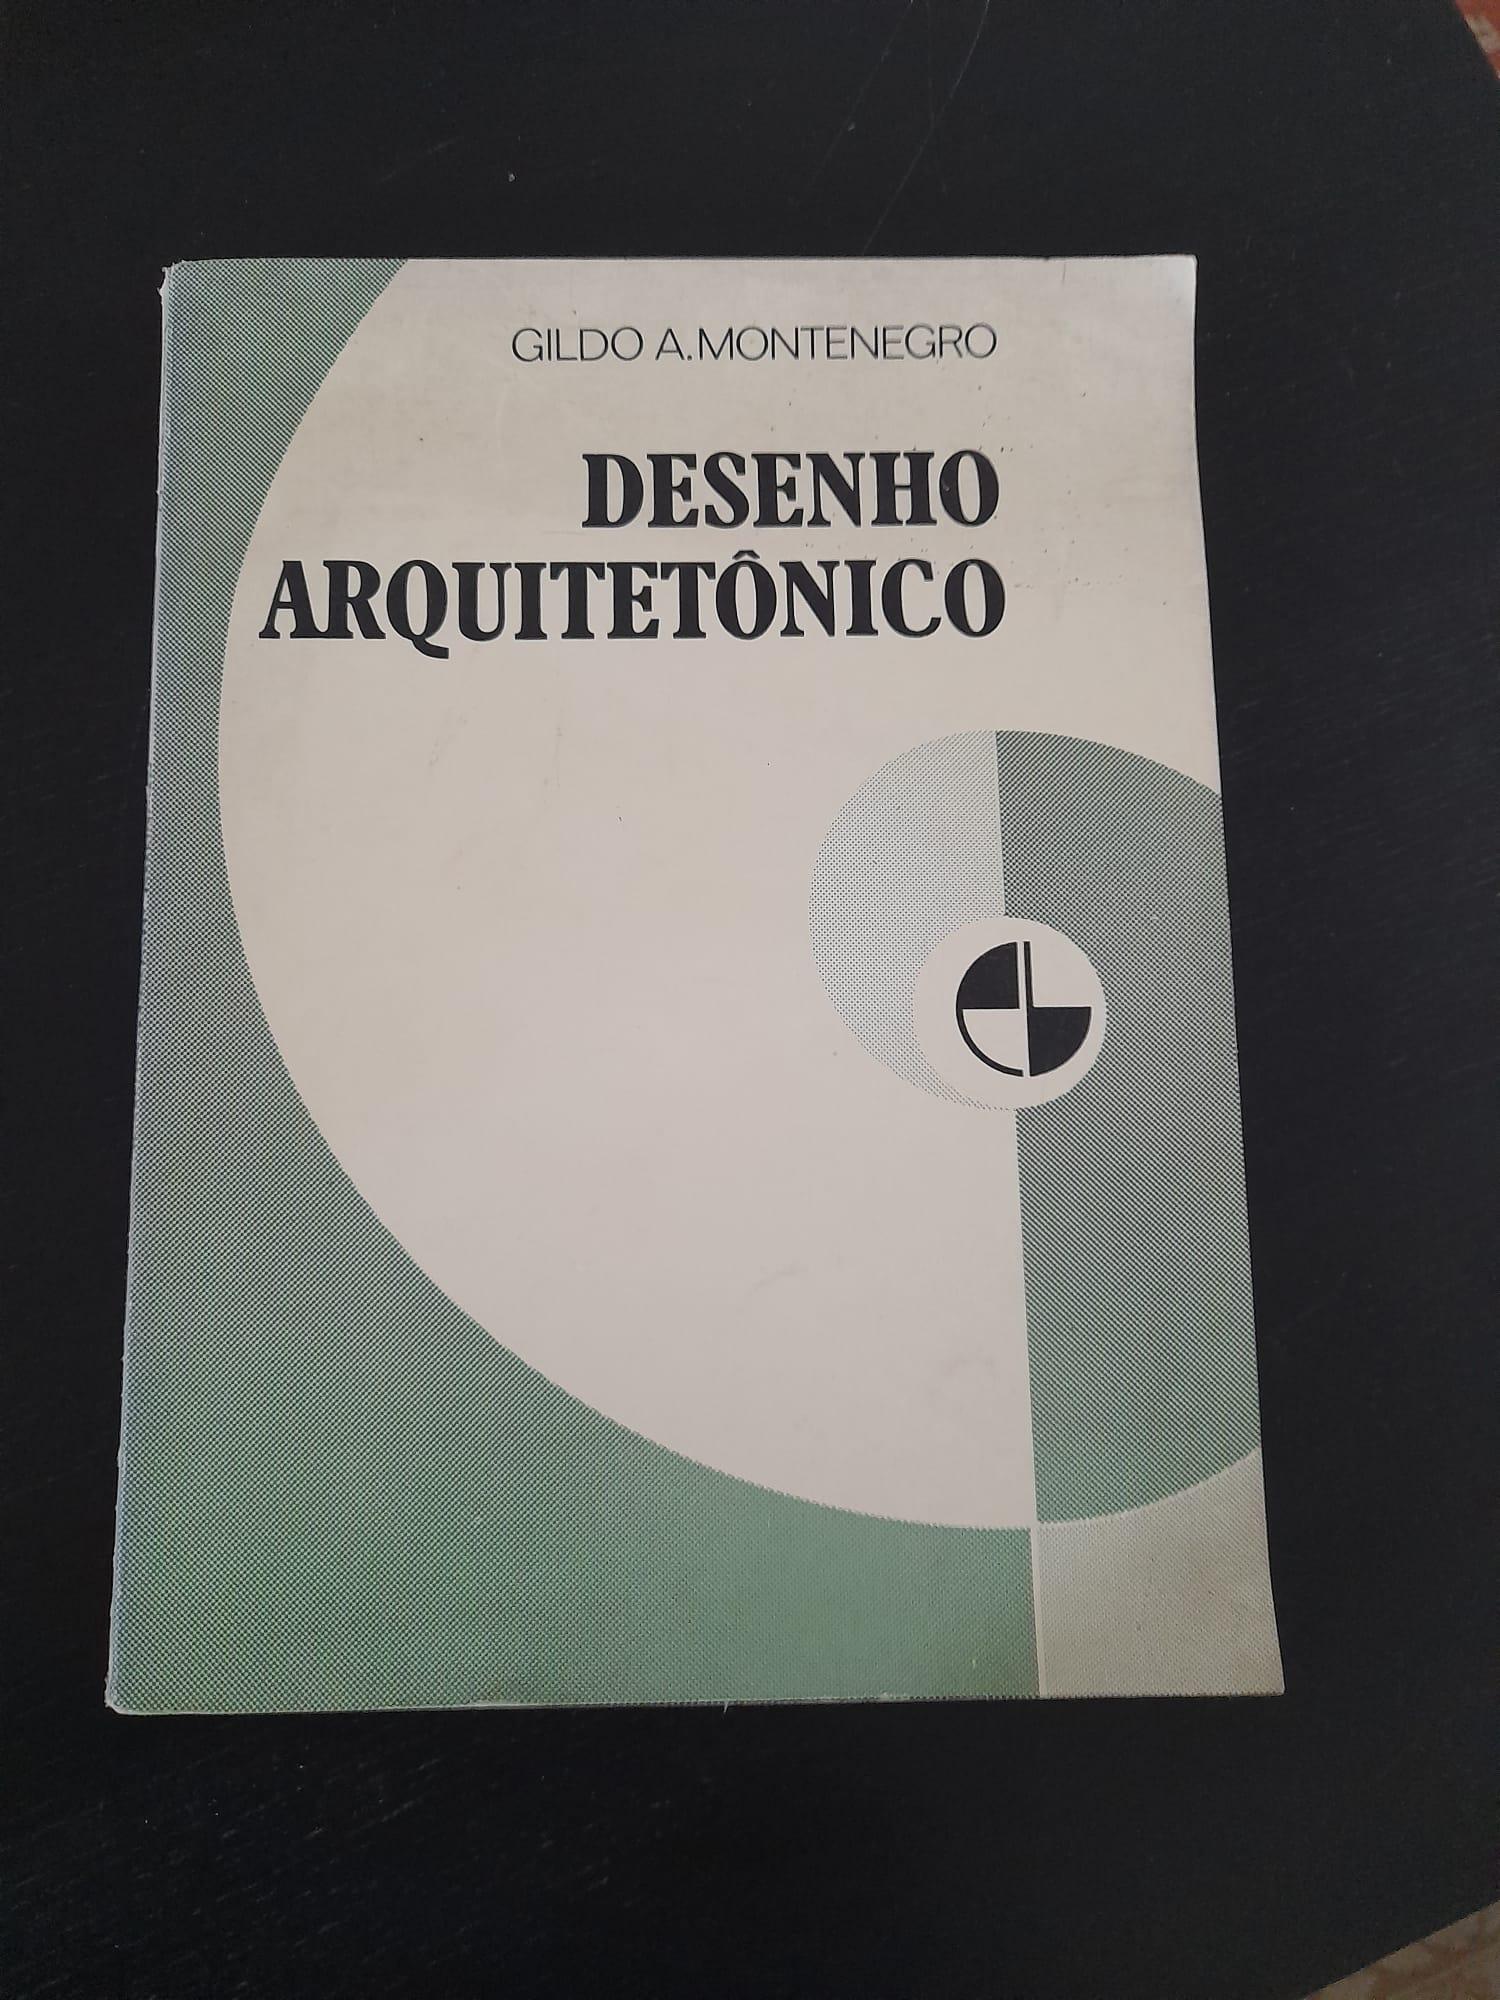 GILDO A. MONTENEGRO
DESENHO
ARQUITETÔNICO